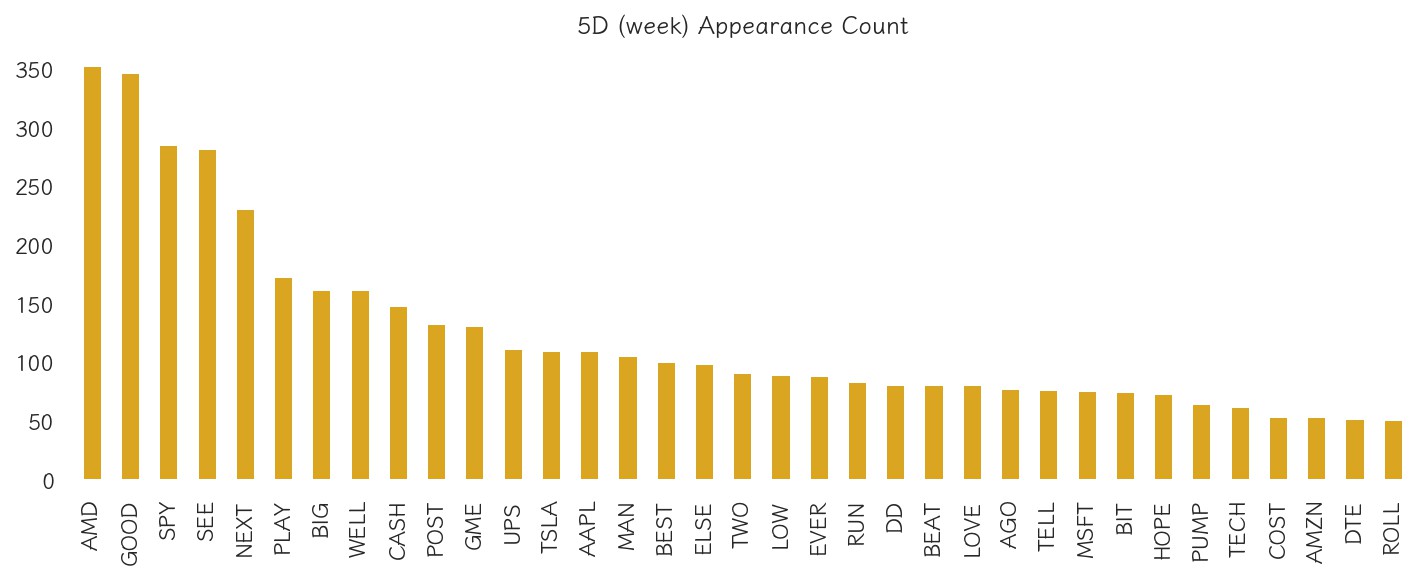 5D (week) Appearance Count
350
300
250
200
150
100
50
0
AMD
GOOD
SPY
SEE
NEXT
PLAY
BIG
WELL
CASH
POST
GME
UPS
TSLA
AAPL
MAN
BEST
ELSE
TWO
LOW
EVER
RUN
DD
BEAT
LOVE
AGO
TELL
MSFT
BIT
HOPE
PUMP
TECH
COST
AMZN
DTE
ROLL